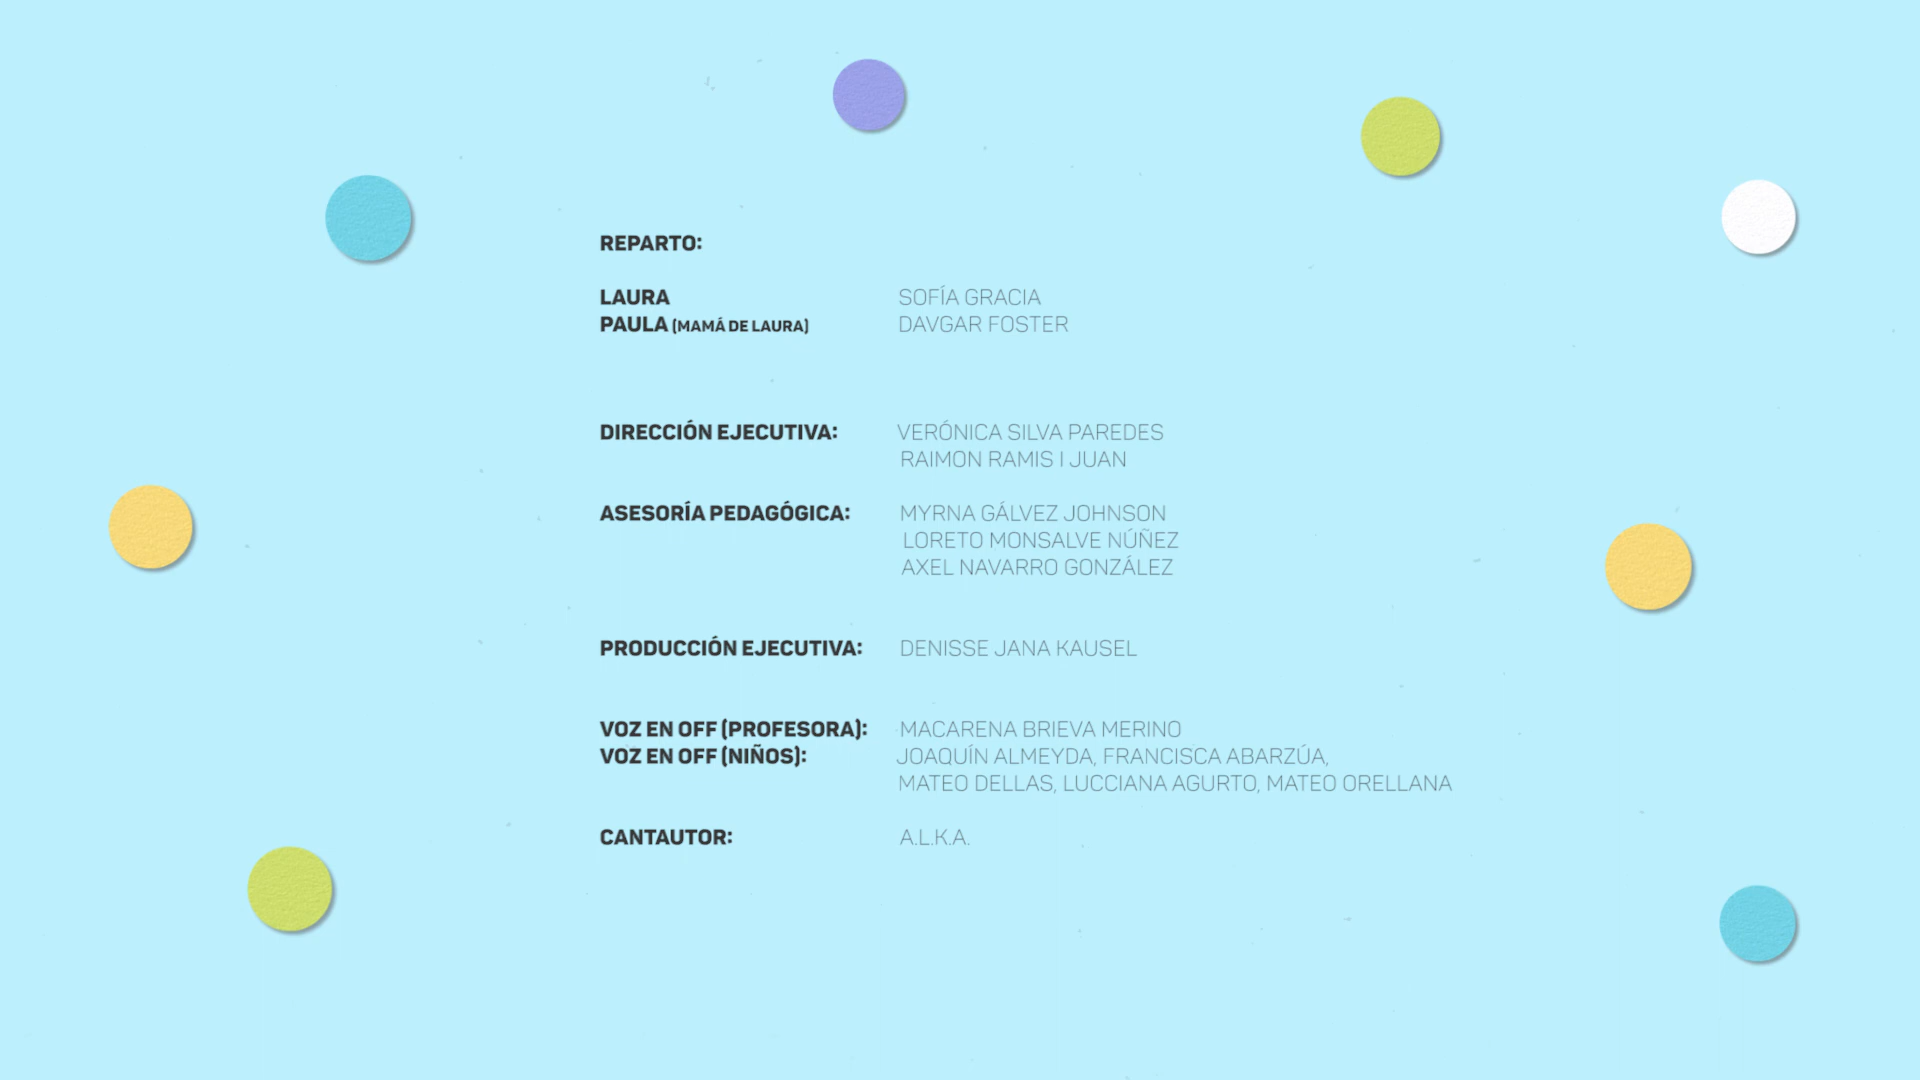 REPARTO:
LAURA SOFÍA GRACIA
PAULA (MAMÁ DE LAURA) DAVGAR FOSTER
DIRECCIÓN EJECUTIVA: VERÓNICA SILVA PAREDES
RAIMON RAMIS I JUAN
ASESORÍA PEDAGÓGICA: MYRNA GÁLVEZ JOHNSON
LORETO MONSALVE NÚÑEZ
AXEL NAVARRO GONZÁLEZ
PRODUCCIÓN EJECUTIVA: DENISSE JANA KAUSEL
VOZ EN OFF (PROFESORA): MACARENA BRIEVA MERINO
VOZ EN OFF (NIÑOS): JOAQUÍN ALMEYDA, FRANCISCA ABARZÚA,
MATEO DELLAS, LUCCIANA AGURTO, MATEO ORELLANA
CANTAUTOR: A.L.K.A.